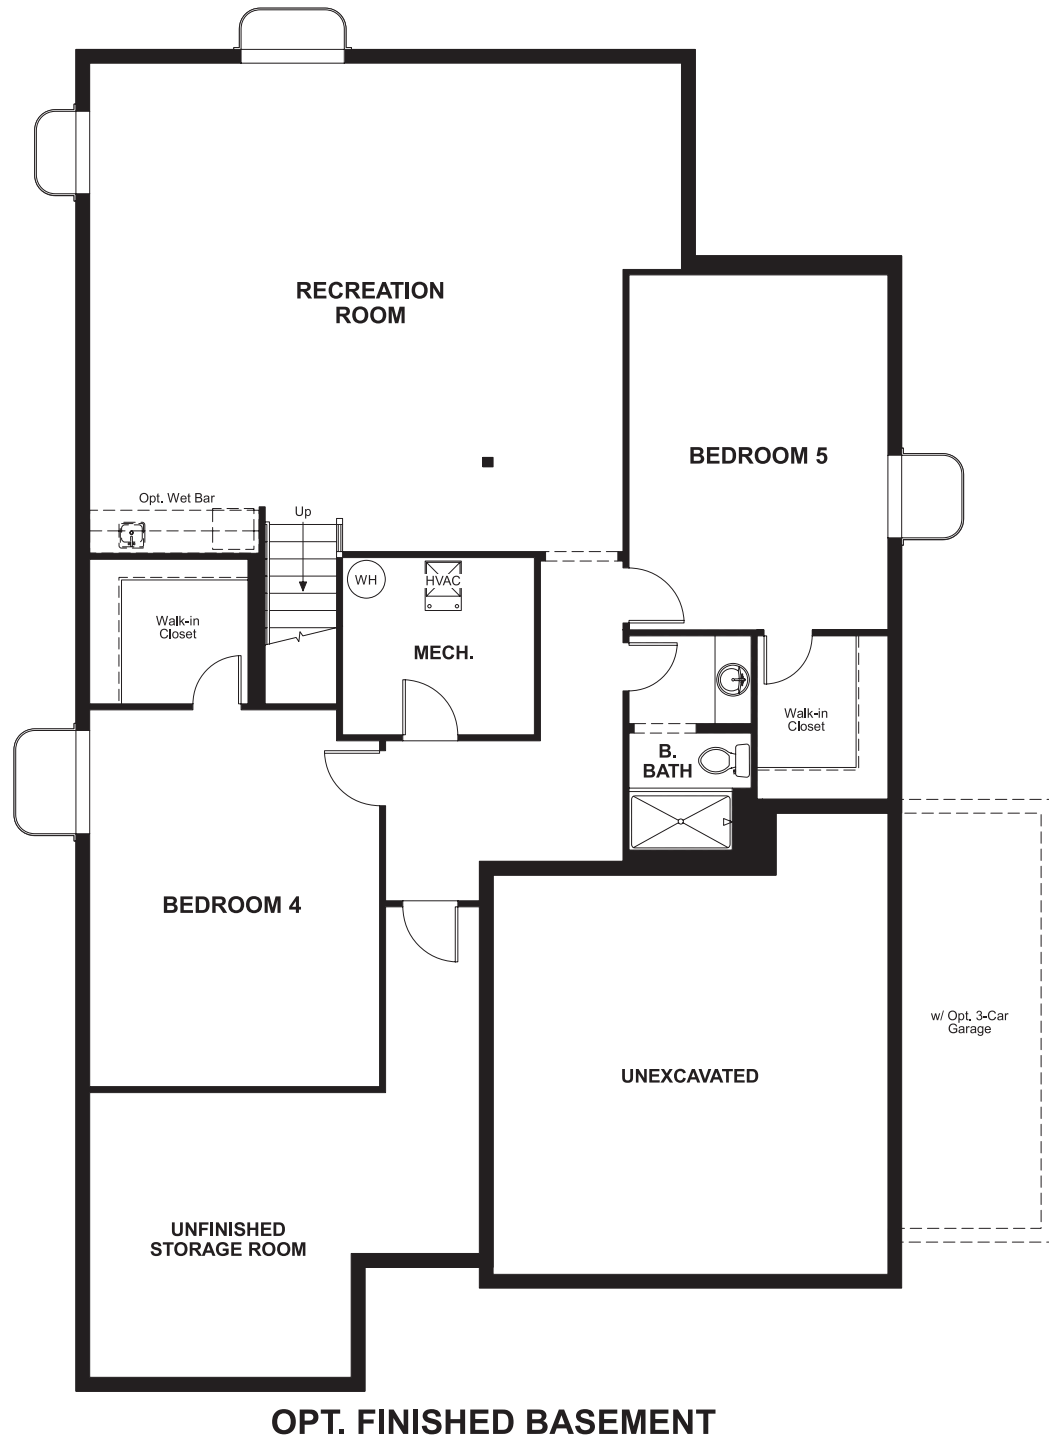 RECREATION
ROOM
BEDROOM 5
Opt. Wet Bar
Up
WH
HVAC
Walk-in
Closet
MECH.
Walk-in
Closet
B.
BATH
BEDROOM 4
w/ Opt. 3-Car
Garage
UNEXCAVATED
UNFINISHED
STORAGE ROOM
OPT. FINISHED BASEMENT